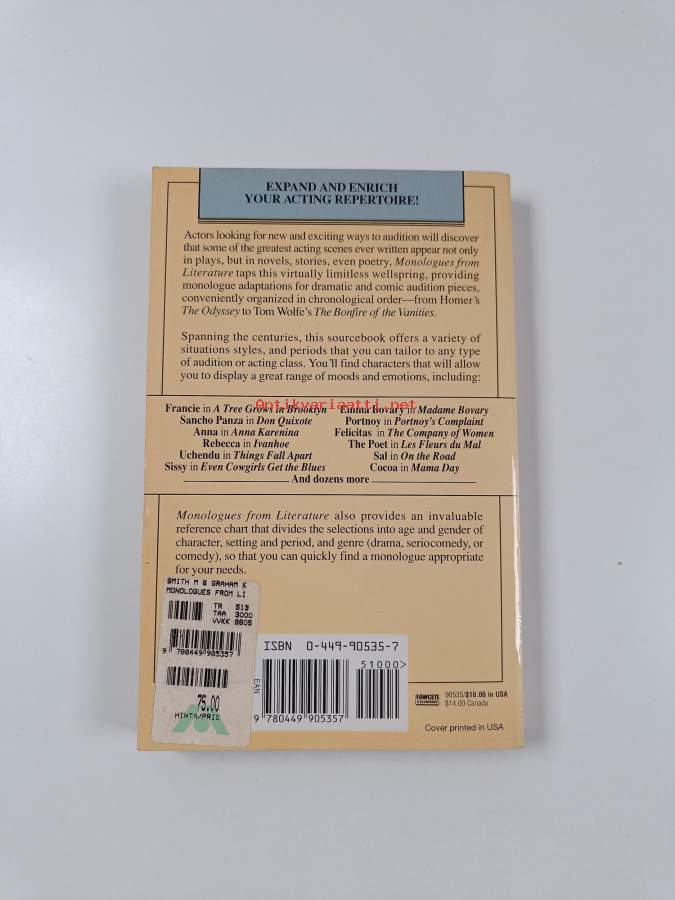 EXPAND AND ENRICH
YOUR ACTING REPERTOIRE!
Actors looking for new and exciting ways to audition will discover
that some of the greatest acting scenes ever written appear not only
in plays, but in novels, stories, even poetry, Monologues from
Literature taps this virtually limitless wellspring, providing
monologue adaptations for dramatic and comic audition pieces,
conveniently organized in chronological order—from Homer's
The Odyssey to Tom Wolfe's The Bonfire of the Vanities.
Spanning the centuries, this sourcebook offers a variety of
situations styles, and periods that you can tailor to any type
of audition or acting class. You'll find characters that will allow
you to display a great range of moods and emotions, including:
Antikvariaatti.net
Francie in A Tree Grows in Brooklyn Emma Bovary in Madame Bovary
Sancho Panza in Don Quixote Portnoy in Portnoy's Complaint
Anna in Anna Karenina Felicitas in The Company of Women
Rebecca in Ivanhoe The Poet in Les Fleurs du Mal
Uchendu in Things Fall Apart Sal in On the Road
Sissy in Even Cowgirls Get the Blues Cocoa in Mama Day
And dozens more
Monologues from Literature also provides an invaluable
reference chart that divides the selections into age and gender of
character, setting and period, and genre (drama, seriocomedy, or
comedy), so that you can quickly find a monologue appropriate
for your needs.
SMITH M & GRAHAM K
MONOLOGUES FROM LI
TR 513
TAA 3000
VVKK 9605
9 780449 905357
75.00
HINTA/PRIE
ISBN 0-449-90535-7
51000>
EAN
9 780449 905357
FAWCETT
COLUMBINE
90535/$10.00 in USA
$14.00 Canada
Cover printed in USA